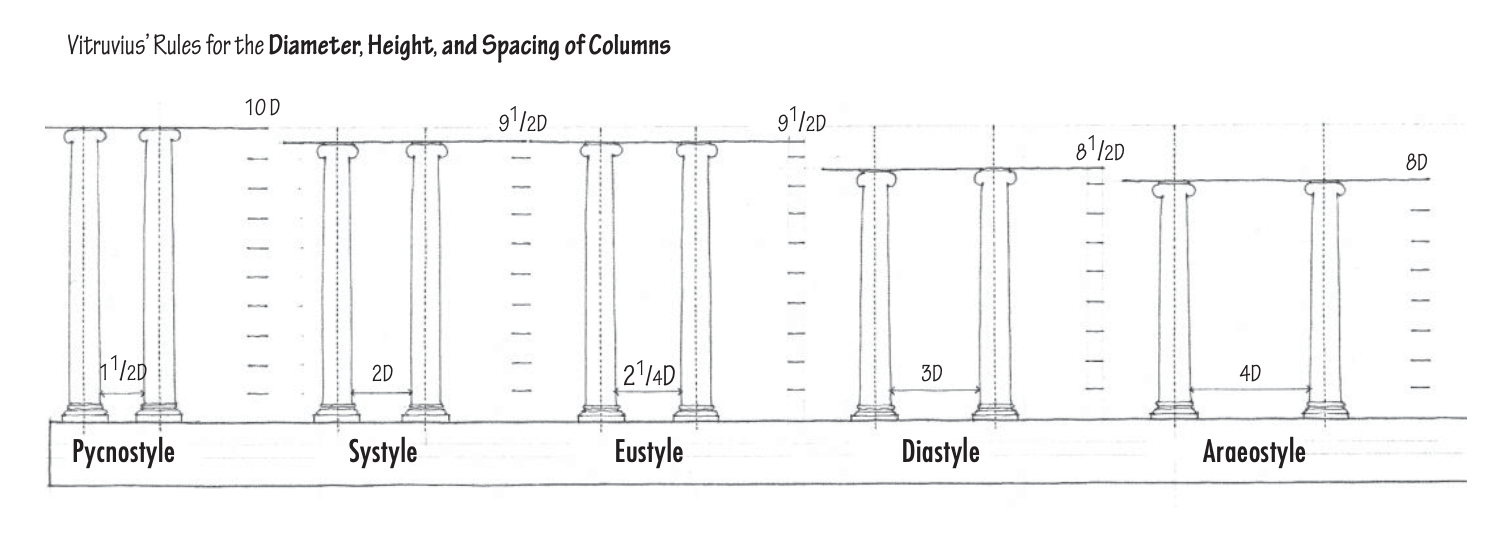 Vitruvius' Rules for the Diameter, Height, and Spacing of Columns
10 D
9 1/2D
9 1/2D
8 1/2D
8D
1 1/2D
2D
2 1/4D
3D
4D
Pycnostyle
Systyle
Eustyle
Diastyle
Araeostyle